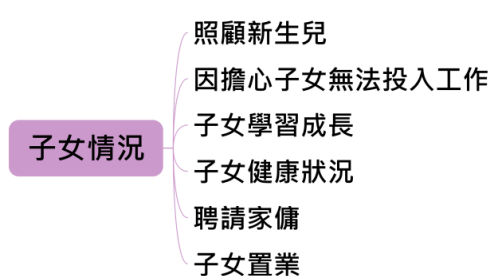 子女情況
照顧新生兒
因擔心子女無法投入工作
子女學習成長
子女健康狀況
聘請家傭
子女置業